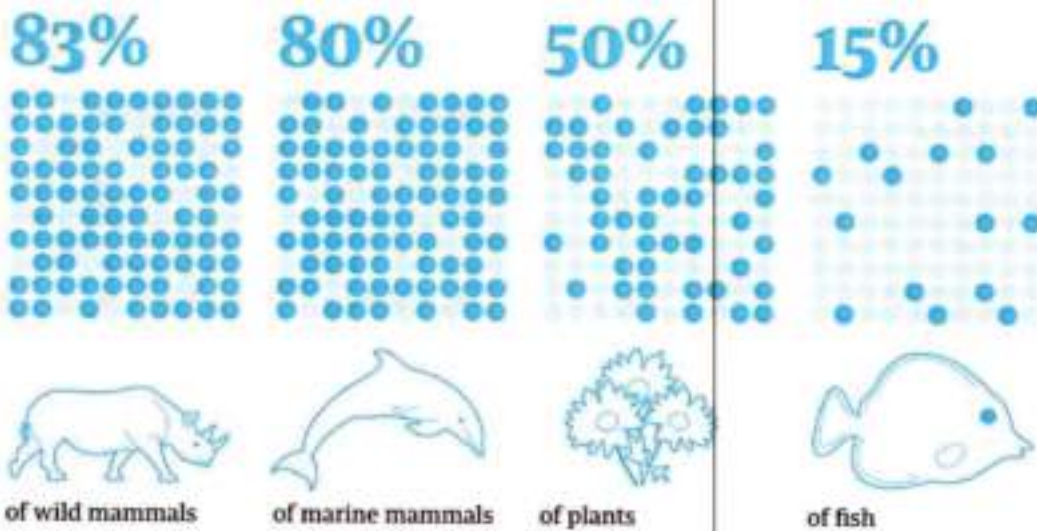 83%
80%
50%
15%
of wild mammals
of marine mammals
of plants
of fish